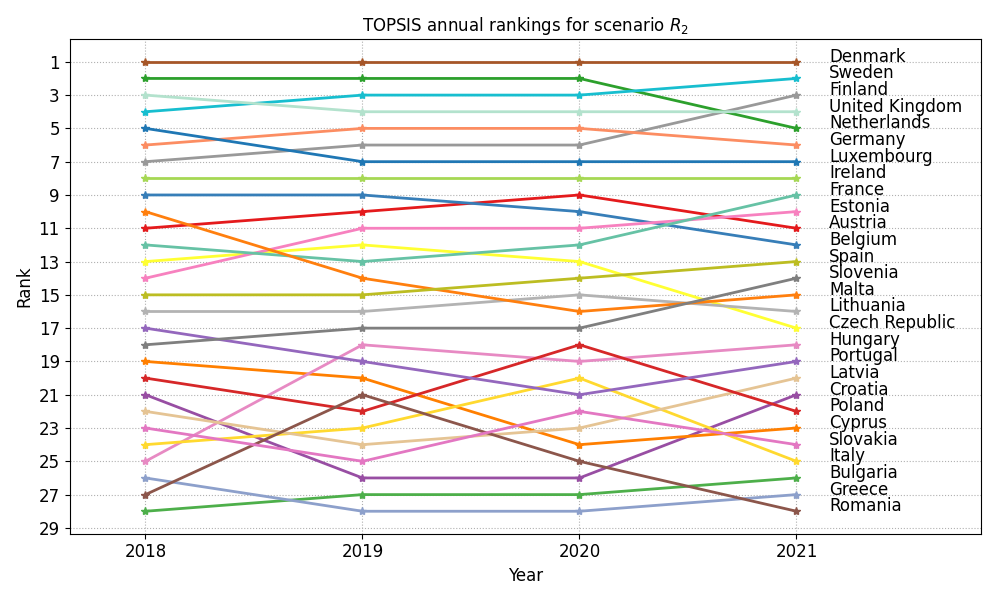 TOPSIS annual rankings for scenario R₂
1
3
5
7
9
11
13
15
17
19
21
23
25
27
29
Rank
2018 2019 2020 2021
Year
Denmark
Sweden
Finland
United Kingdom
Netherlands
Germany
Luxembourg
Ireland
France
Estonia
Austria
Belgium
Spain
Slovenia
Malta
Lithuania
Czech Republic
Hungary
Portugal
Latvia
Croatia
Poland
Cyprus
Slovakia
Italy
Bulgaria
Greece
Romania